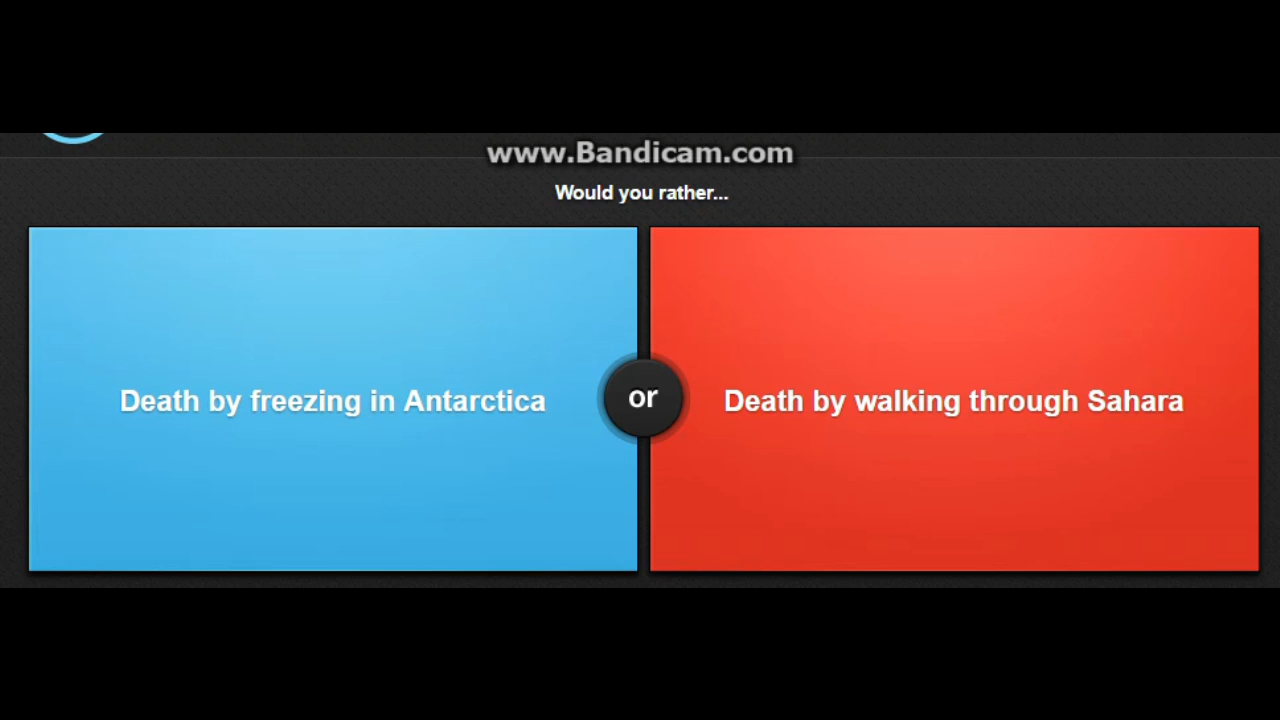 www.Bandicam.com
Would you rather...
Death by freezing in Antarctica
or
Death by walking through Sahara